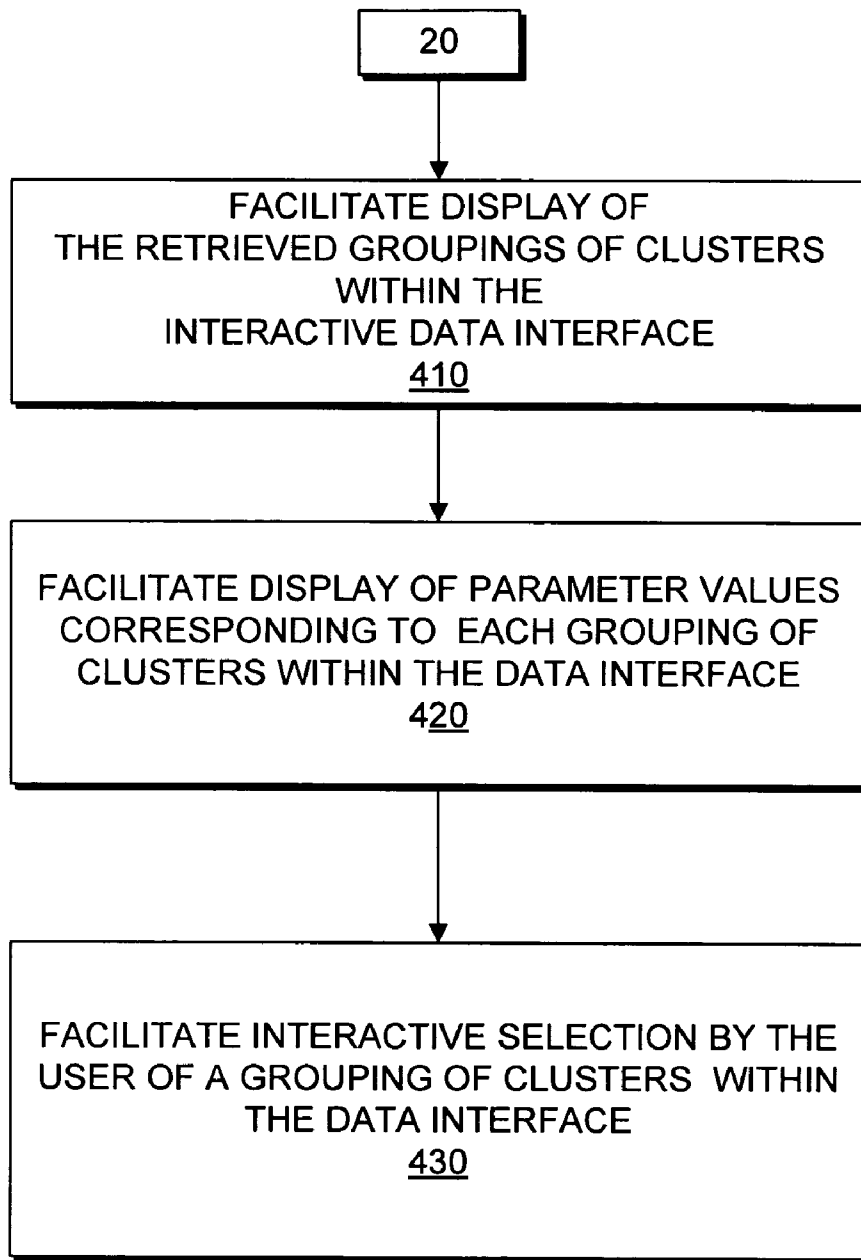 20
FACILITATE DISPLAY OF
THE RETRIEVED GROUPINGS OF CLUSTERS
WITHIN THE
INTERACTIVE DATA INTERFACE
410
FACILITATE DISPLAY OF PARAMETER VALUES
CORRESPONDING TO EACH GROUPING OF
CLUSTERS WITHIN THE DATA INTERFACE
420
FACILITATE INTERACTIVE SELECTION BY THE
USER OF A GROUPING OF CLUSTERS WITHIN
THE DATA INTERFACE
430